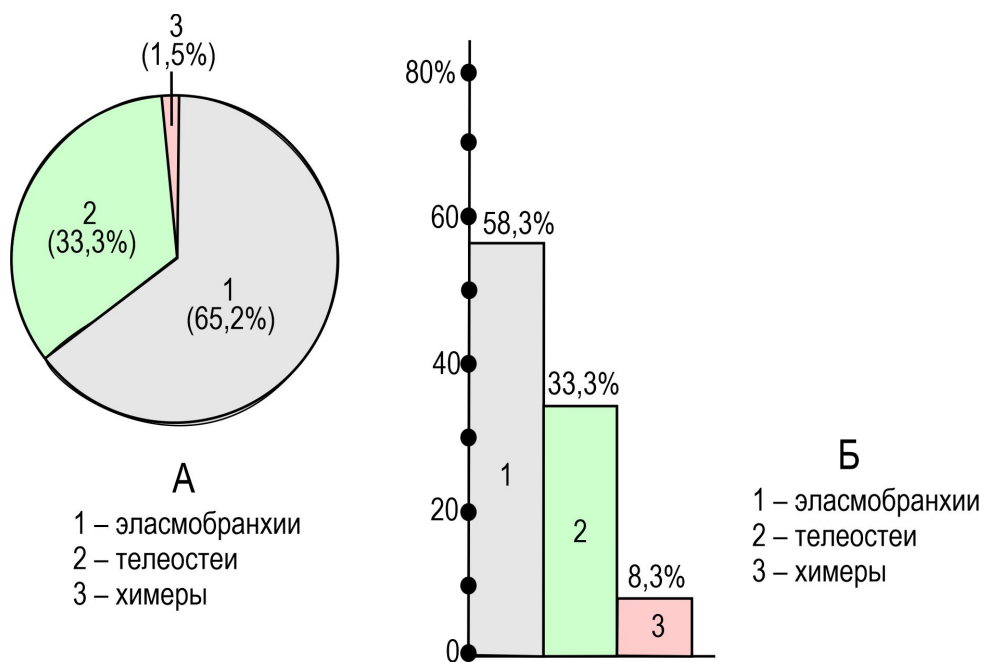 3
(1,5%)
2
(33,3%)
1
(65,2%)
А
1 – эласмобранхии
2 – телеостеи
3 – химеры
80%
60
40
20
0
58,3%
33,3%
8,3%
1
2
3
Б
1 – эласмобранхии
2 – телеостеи
3 – химеры